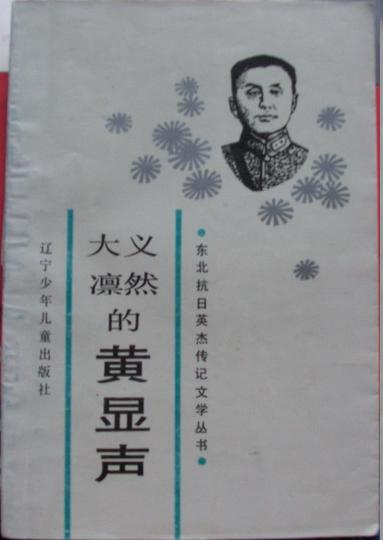 大义
凛然
的
黄显声
·东北抗日英杰传记文学丛书·
辽宁少年儿童出版社